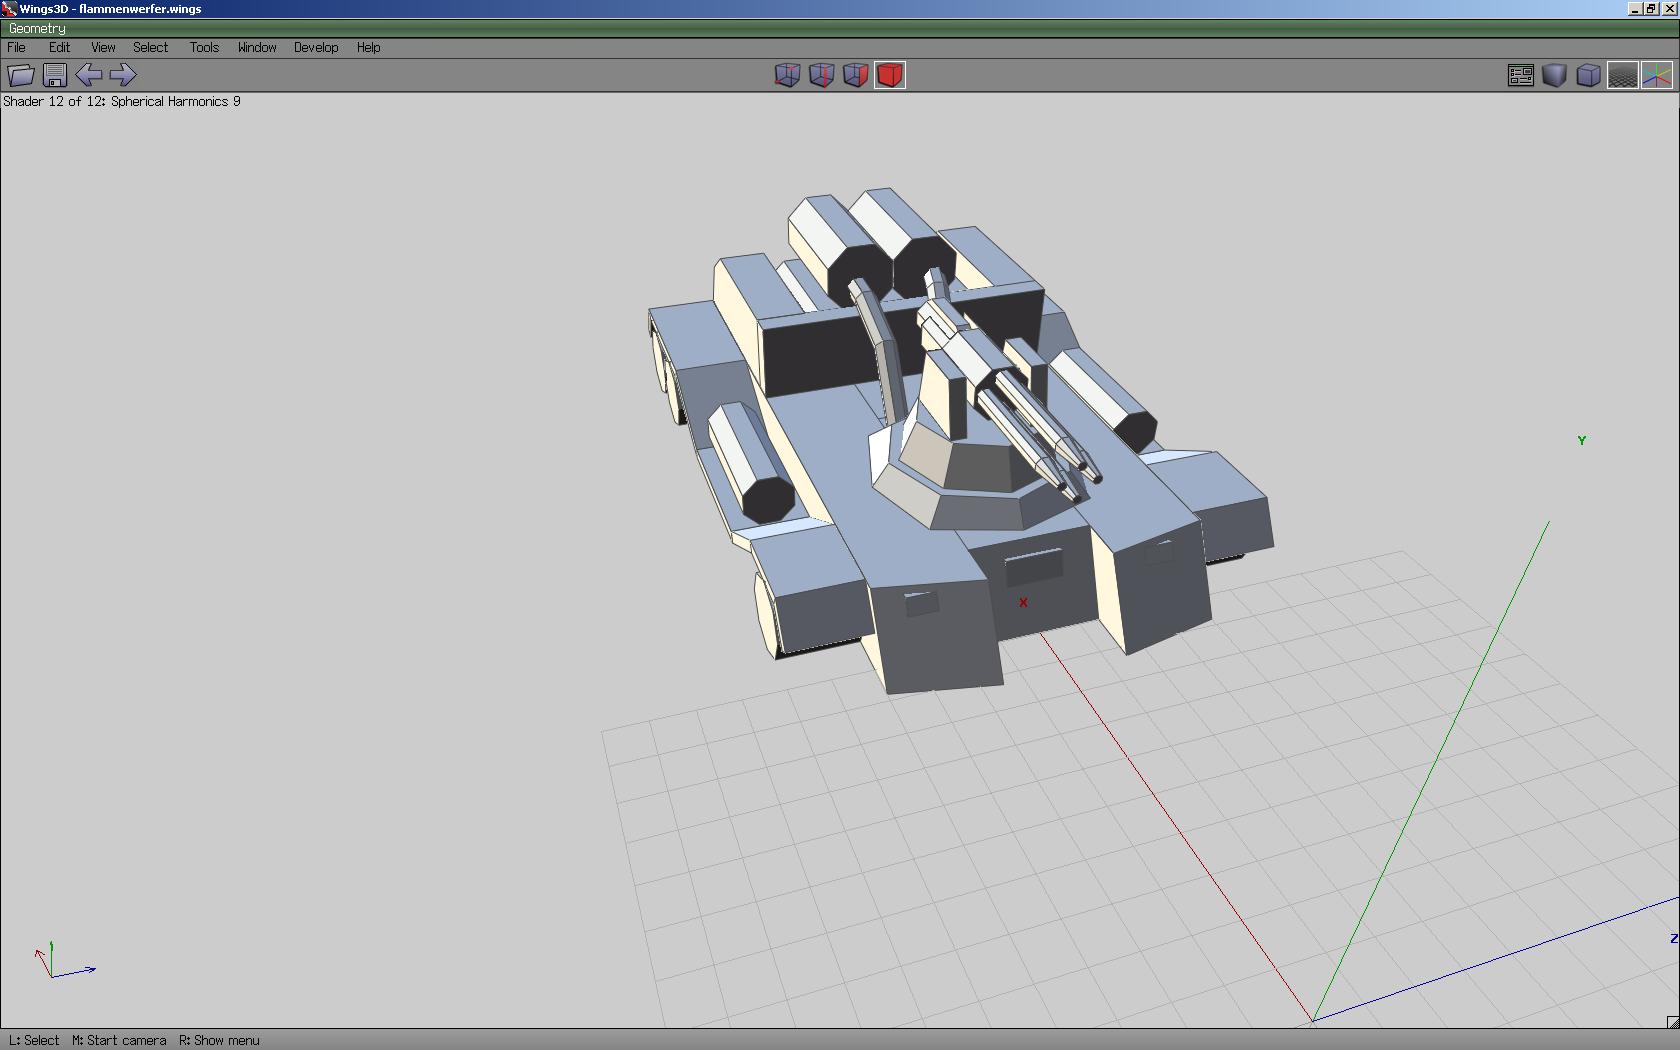 Wings3D - flammenwerfer.wings
Geometry
File Edit View Select Tools Window Develop Help
Shader 12 of 12: Spherical Harmonics 9
Y
X
Z
L: Select M: Start camera R: Show menu